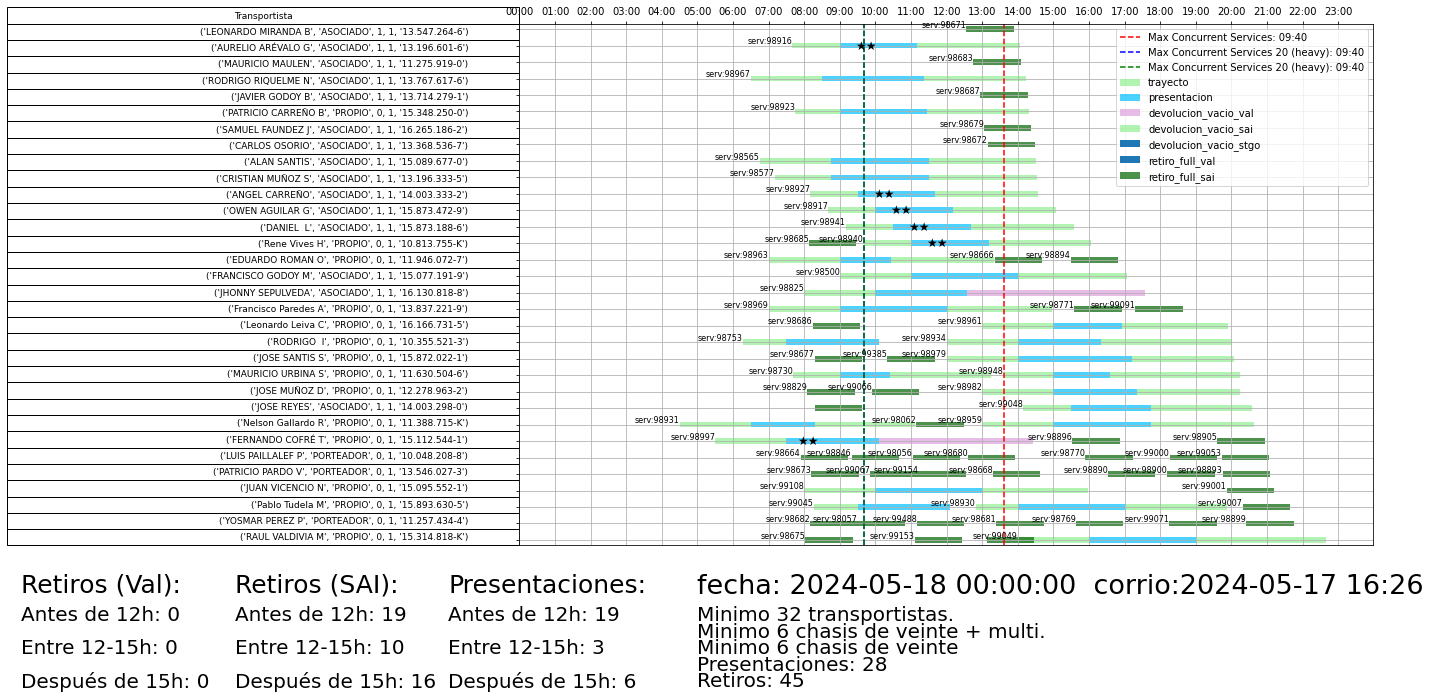 Transportista 00:00 01:00 02:00 03:00 04:00 05:00 06:00 07:00 08:00 09:00 10:00 11:00 12:00 13:00 14:00 15:00 16:00 17:00 18:00 19:00 20:00 21:00 22:00 23:00
('LEONARDO MIRANDA B', 'ASOCIADO', 1, 1, '13.547.264-6') serv:98671
('AURELIO ARÉVALO G', 'ASOCIADO', 1, 1, '13.196.601-6') serv:98916
('MAURICIO MAULEN', 'ASOCIADO', 1, 1, '11.275.919-0') serv:98683
('RODRIGO RIQUELME N', 'ASOCIADO', 1, 1, '13.767.617-6') serv:98967
('JAVIER GODOY B', 'ASOCIADO', 1, 1, '13.714.279-1') serv:98687
('PATRICIO CARREÑO B', 'PROPIO', 0, 1, '15.348.250-0') serv:98923
('SAMUEL FAUNDEZ J', 'ASOCIADO', 1, 1, '16.265.186-2') serv:98679
('CARLOS OSORIO', 'ASOCIADO', 1, 1, '13.368.536-7') serv:98672
('ALAN SANTIS', 'ASOCIADO', 1, 1, '15.089.677-0') serv:98565
('CRISTIAN MUÑOZ S', 'ASOCIADO', 1, 1, '13.196.333-5') serv:98577
('ANGEL CARREÑO', 'ASOCIADO', 1, 1, '14.003.333-2') serv:98927
('OWEN AGUILAR G', 'ASOCIADO', 1, 1, '15.873.472-9') serv:98917
('DANIEL  L', 'ASOCIADO', 1, 1, '15.873.188-6') serv:98941
('Rene Vives H', 'PROPIO', 0, 1, '10.813.755-K') serv:98685 serv:98940
('EDUARDO ROMAN O', 'PROPIO', 0, 1, '11.946.072-7') serv:98963 serv:98666 serv:98894
('FRANCISCO GODOY M', 'ASOCIADO', 1, 1, '15.077.191-9') serv:98500
('JHONNY SEPULVEDA', 'ASOCIADO', 1, 1, '16.130.818-8') serv:98825
('Francisco Paredes A', 'PROPIO', 0, 1, '13.837.221-9') serv:98969 serv:98771 serv:99091
('Leonardo Leiva C', 'PROPIO', 0, 1, '16.166.731-5') serv:98686 serv:98961
('RODRIGO  I', 'PROPIO', 0, 1, '10.355.521-3') serv:98753 serv:98934
('JOSE SANTIS S', 'PROPIO', 0, 1, '15.872.022-1') serv:98677 serv:99385 serv:98979
('MAURICIO URBINA S', 'PROPIO', 0, 1, '11.630.504-6') serv:98730 serv:98948
('JOSE MUÑOZ D', 'PROPIO', 0, 1, '12.278.963-2') serv:98829 serv:99066 serv:98982
('JOSE REYES', 'ASOCIADO', 1, 1, '14.003.298-0') serv:99048
('Nelson Gallardo R', 'PROPIO', 0, 1, '11.388.715-K') serv:98931 serv:98062 serv:98959
('FERNANDO COFRÉ T', 'PROPIO', 0, 1, '15.112.544-1') serv:98997 serv:98896 serv:98905
('LUIS PAILLALEF P', 'PORTEADOR', 0, 1, '10.048.208-8') serv:98664 serv:98846 serv:98056 serv:98680 serv:98770 serv:99000 serv:99053
('PATRICIO PARDO V', 'PORTEADOR', 0, 1, '13.546.027-3') serv:98673 serv:99067 serv:99154 serv:98668 serv:98890 serv:98900 serv:98893
('JUAN VICENCIO N', 'PROPIO', 0, 1, '15.095.552-1') serv:99108 serv:99001
('Pablo Tudela M', 'PROPIO', 0, 1, '15.893.630-5') serv:99045 serv:98930 serv:99007
('YOSMAR PEREZ P', 'PORTEADOR', 0, 1, '11.257.434-4') serv:98682 serv:98057 serv:99488 serv:98681 serv:98769 serv:99071 serv:98899
('RAUL VALDIVIA M', 'PROPIO', 0, 1, '15.314.818-K') serv:98675 serv:99153 serv:99049
Max Concurrent Services: 09:40
Max Concurrent Services 20 (heavy): 09:40
Max Concurrent Services 20 (heavy): 09:40
trayecto
presentacion
devolucion_vacio_val
devolucion_vacio_sai
devolucion_vacio_stgo
retiro_full_val
retiro_full_sai
Retiros (Val):
Antes de 12h: 0
Entre 12-15h: 0
Después de 15h: 0
Retiros (SAI):
Antes de 12h: 19
Entre 12-15h: 10
Después de 15h: 16
Presentaciones:
Antes de 12h: 19
Entre 12-15h: 3
Después de 15h: 6
fecha: 2024-05-18 00:00:00  corrio:2024-05-17 16:26
Minimo 32 transportistas.
Minimo 6 chasis de veinte + multi.
Minimo 6 chasis de veinte
Presentaciones: 28
Retiros: 45